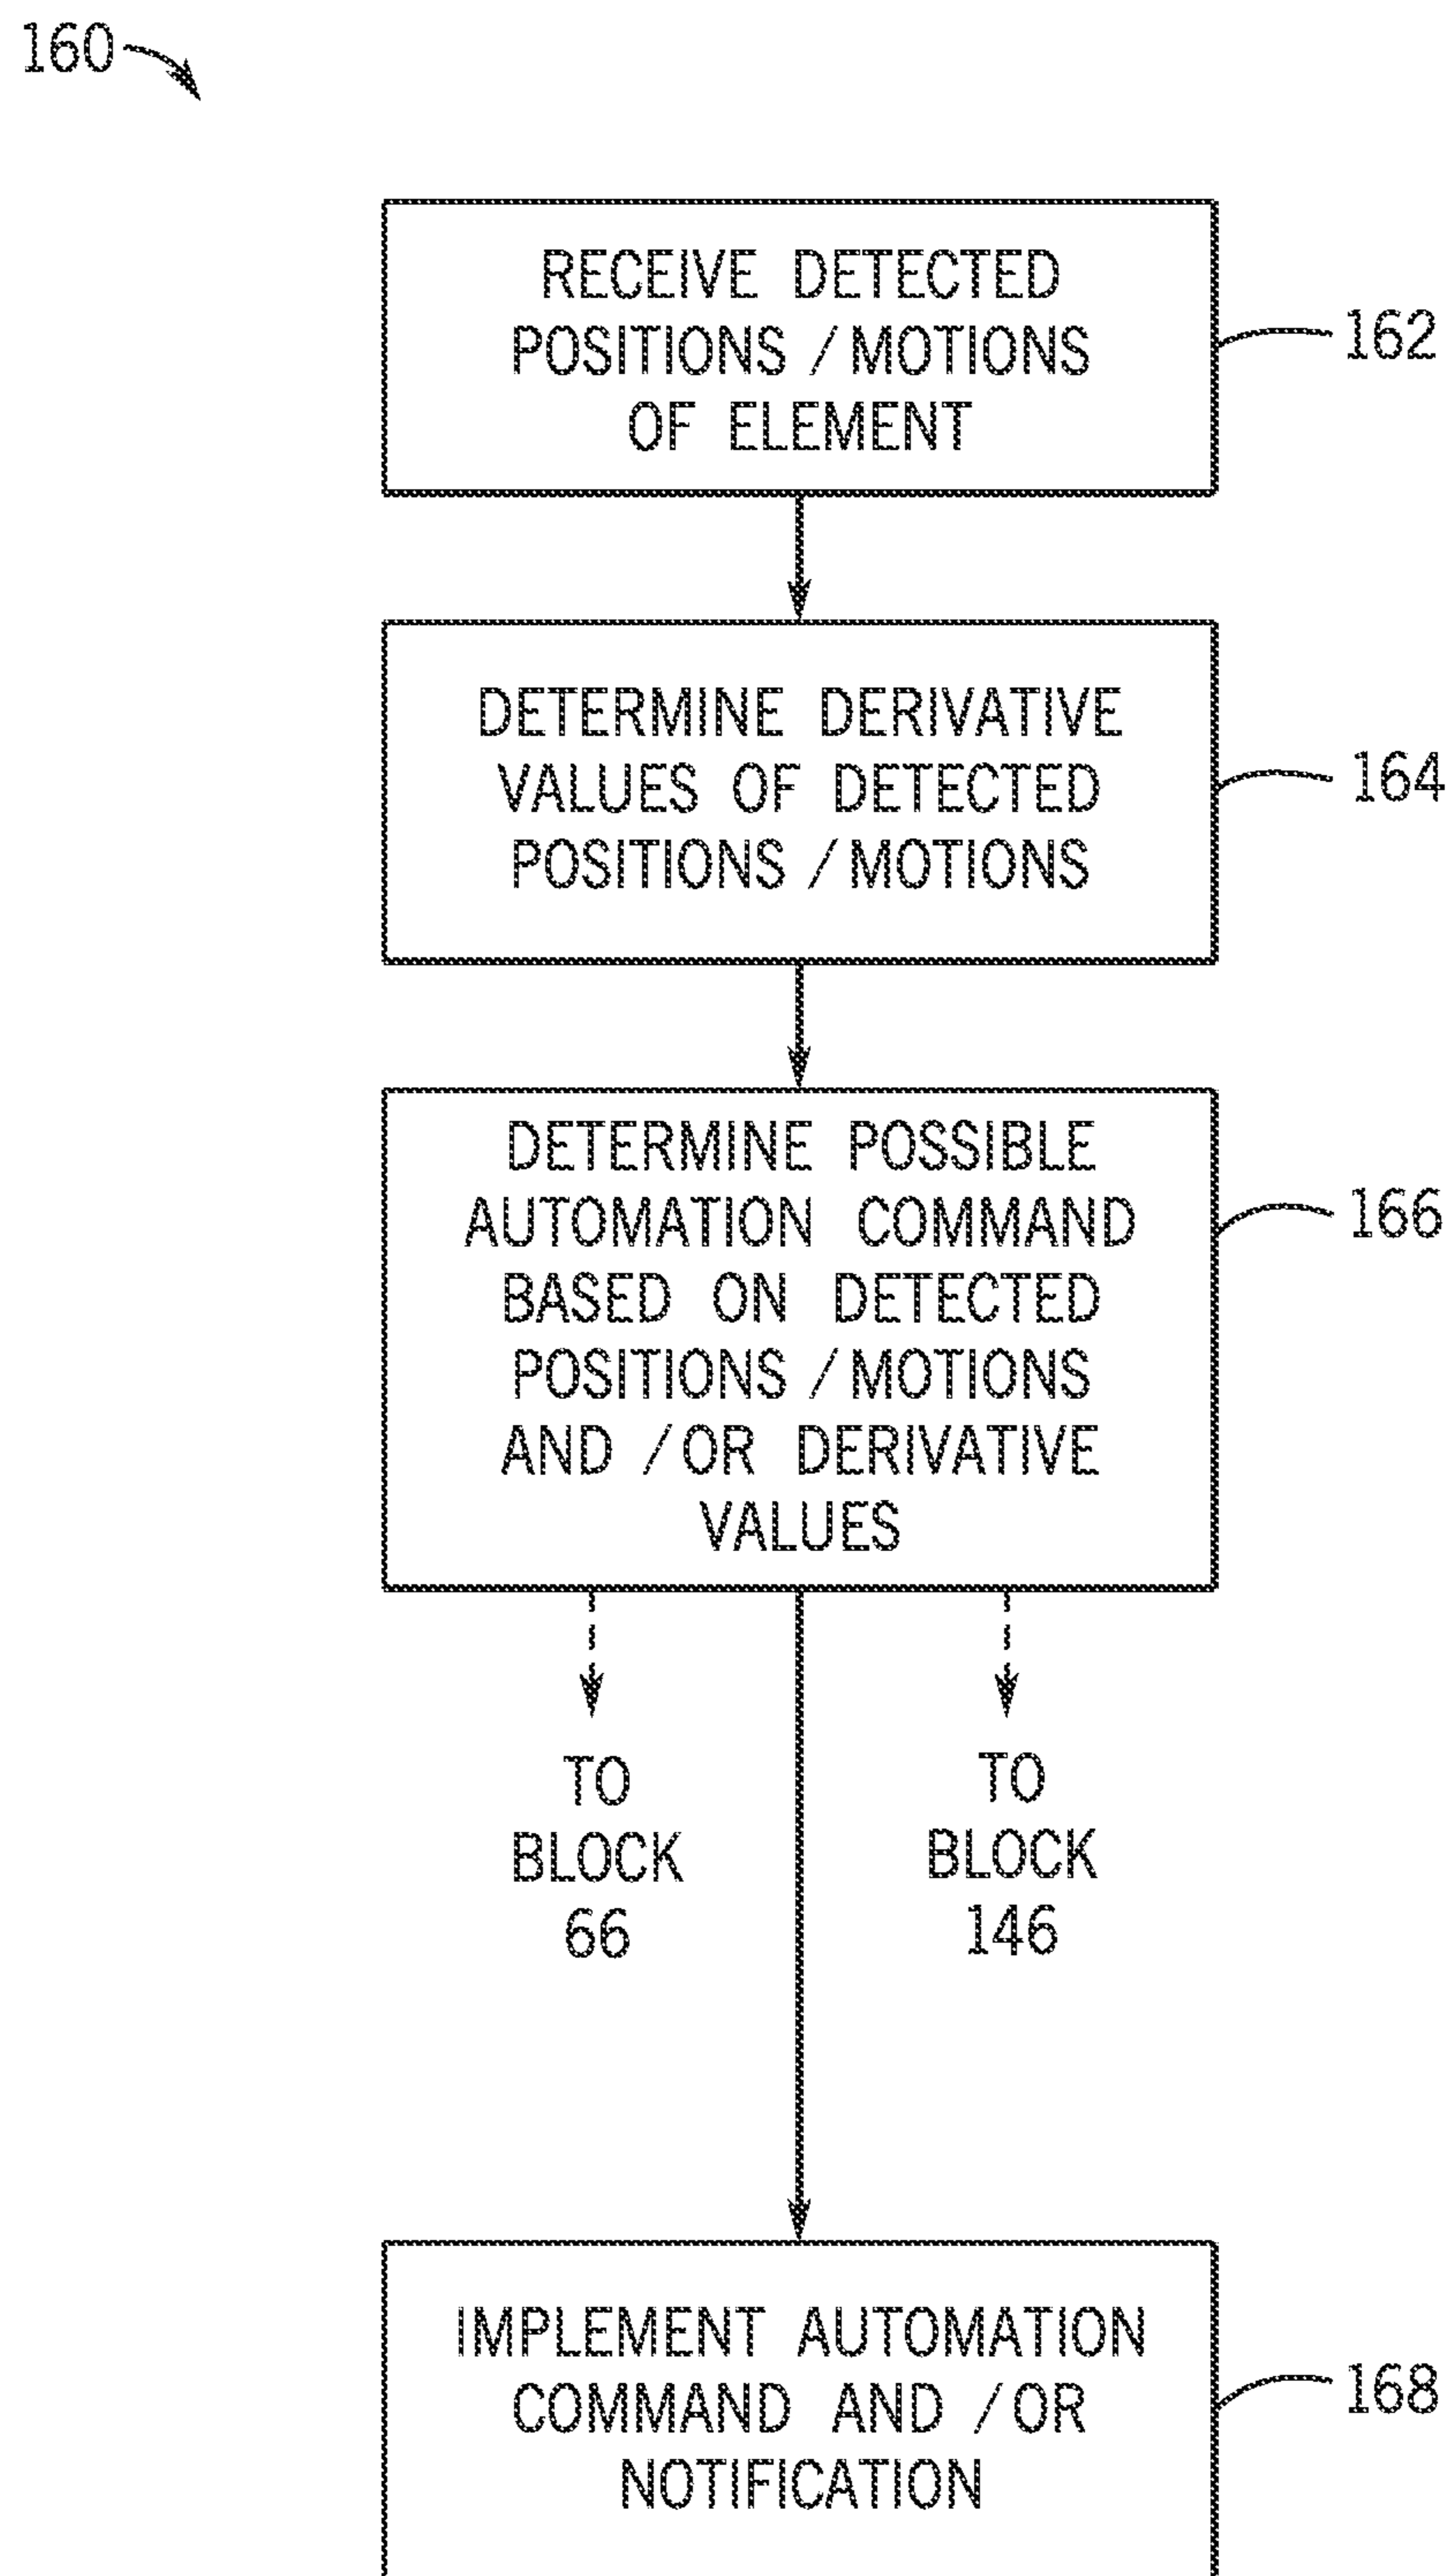 160
RECEIVE DETECTED
POSITIONS / MOTIONS
OF ELEMENT
162
DETERMINE DERIVATIVE
VALUES OF DETECTED
POSITIONS / MOTIONS
164
DETERMINE POSSIBLE
AUTOMATION COMMAND
BASED ON DETECTED
POSITIONS / MOTIONS
AND / OR DERIVATIVE
VALUES
166
TO
BLOCK
66
TO
BLOCK
146
IMPLEMENT AUTOMATION
COMMAND AND / OR
NOTIFICATION
168